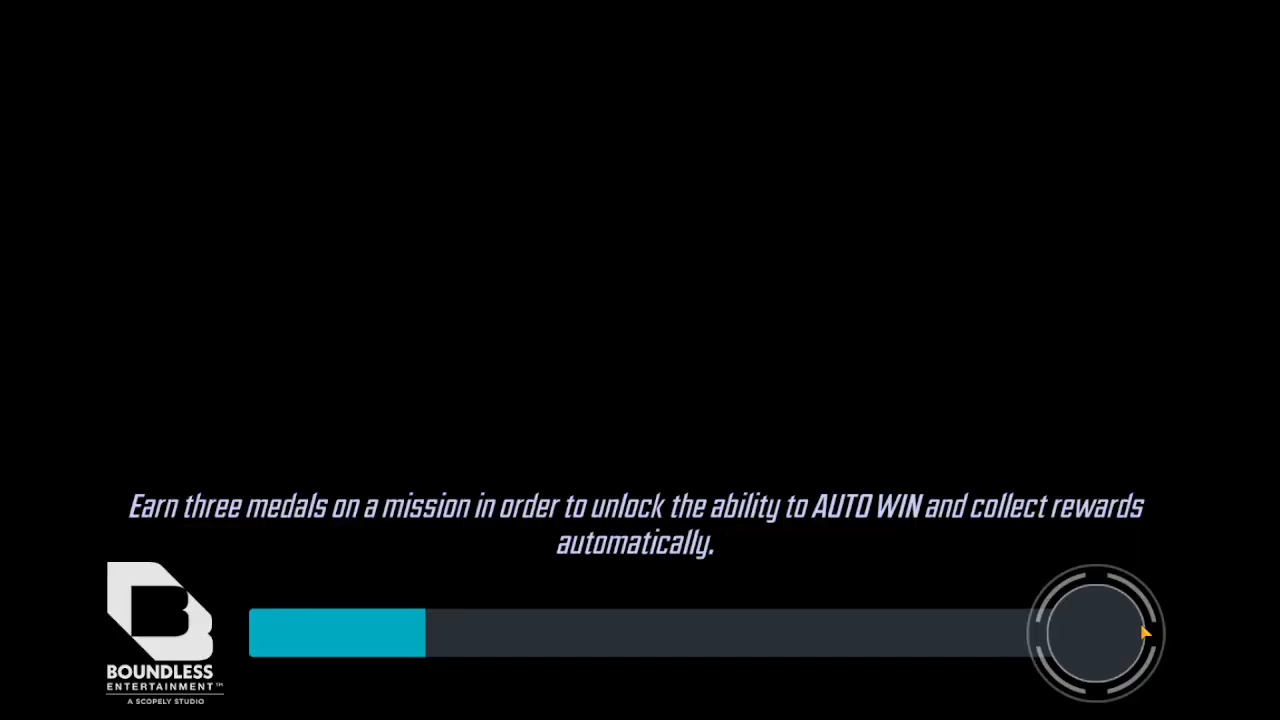 Earn three medals on a mission in order to unlock the ability to AUTO WIN and collect rewards
automatically.
BOUNDLESS
ENTERTAINMENT™
A SCOPELY STUDIO